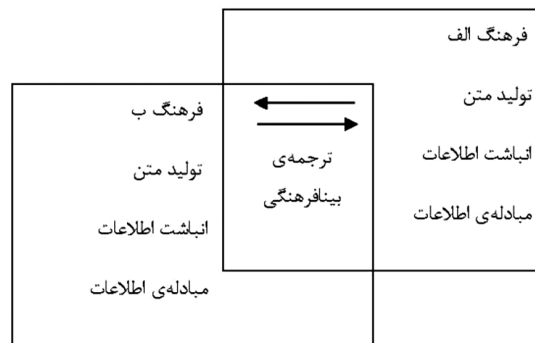 فرهنگ الف
تولید متن
انباشت اطلاعات
مبادله‌ی اطلاعات
ترجمه‌ی
بینافرهنگی
فرهنگ ب
تولید متن
انباشت اطلاعات
مبادله‌ی اطلاعات